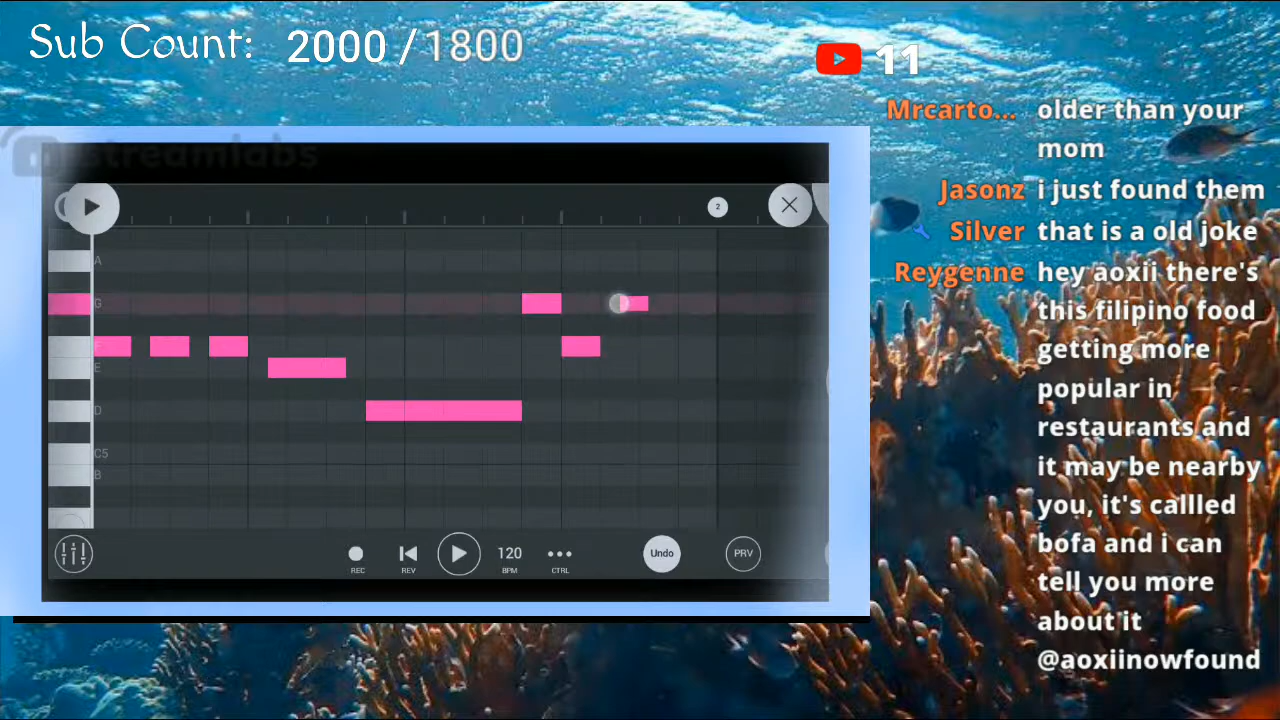 Sub Count: 2000 / 1800
11
Mrcarto... older than your
mom
Jasonz i just found them
Silver that is a old joke
Reygenne hey aoxii there's
this filipino food
getting more
popular in
restaurants and
it may be nearby
you, it's callled
bofa and i can
tell you more
about it
@aoxiinowfound
streamlabs
2
A
G
E
D
C5
B
REC
REV
120
BPM
CTRL
Undo
PRV